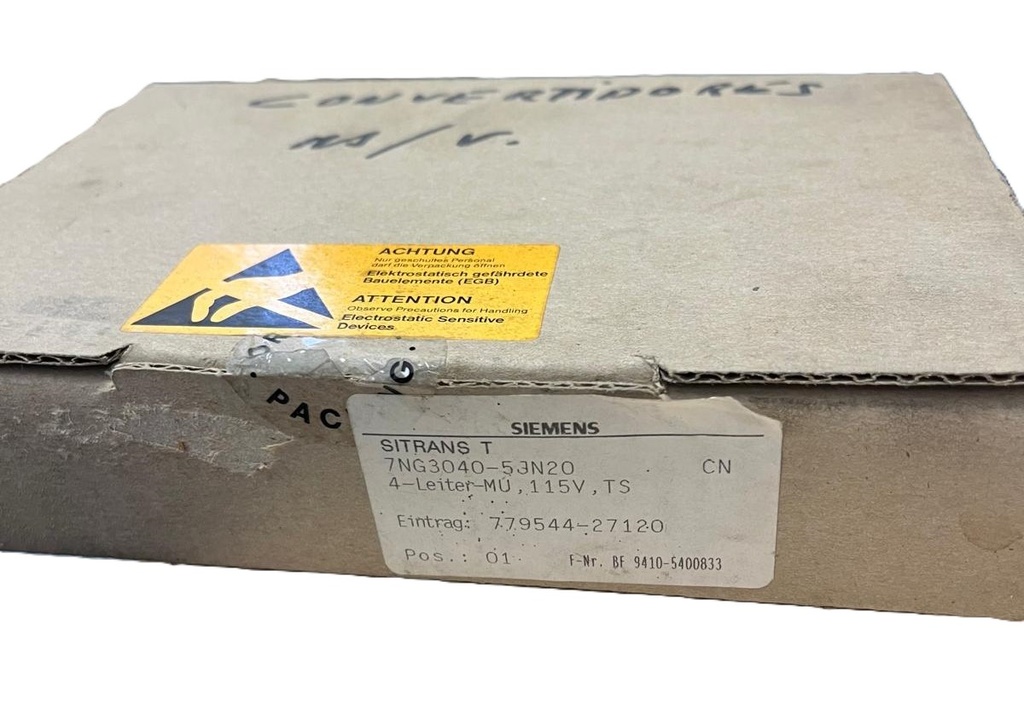 CONVERTIDORES
MA/V.
ACHTUNG
Nur geschultes Personal
darf die Verpackung öffnen
Elektrostatisch gefährdete
Bauelemente (EGB)
ATTENTION
Observe Precautions for Handling
Electrostatic Sensitive
Devices
PAC
NG.
SIEMENS
SITRANS T
7NG3040-5JN20 CN
4-Leiter-MÜ,115V,TS
Eintrag: 779544-27120
Pos.: 01 F-Nr. BF 9410-5400833